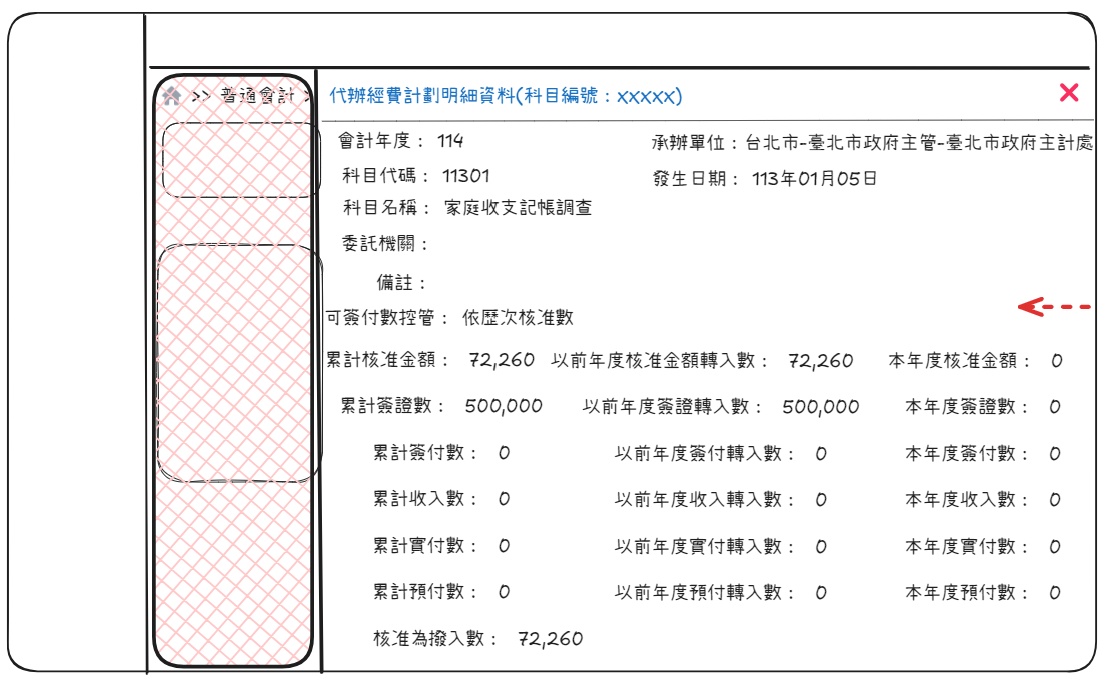 >> 普通會計 >
代辦經費計劃明細資料(科目編號：XXXXX)
會計年度： 114 承辦單位：台北市-臺北市政府主管-臺北市政府主計處
科目代碼： 11301 發生日期： 113年01月05日
科目名稱： 家庭收支記帳調查
委託機關：
備註：
可簽付數控管： 依歷次核准數
累計核准金額： 72,260 以前年度核准金額轉入數： 72,260 本年度核准金額： 0
累計簽證數： 500,000 以前年度簽證轉入數： 500,000 本年度簽證數： 0
累計簽付數： 0 以前年度簽付轉入數： 0 本年度簽付數： 0
累計收入數： 0 以前年度收入轉入數： 0 本年度收入數： 0
累計實付數： 0 以前年度實付轉入數： 0 本年度實付數： 0
累計預付數： 0 以前年度預付轉入數： 0 本年度預付數： 0
核准為撥入數： 72,260